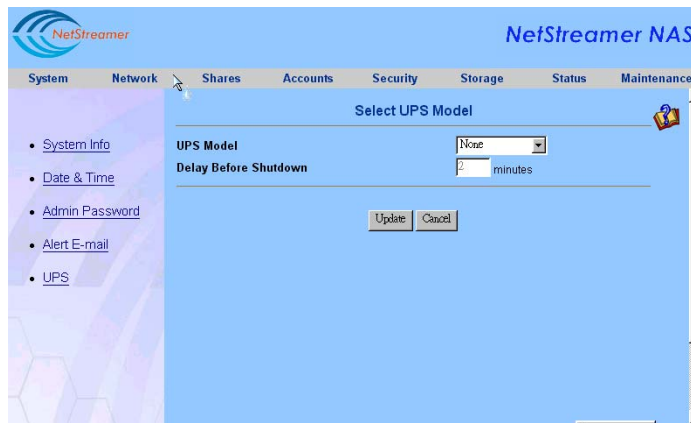 NetStreamer
NetStreamer NAS
System Network Shares Accounts Security Storage Status Maintenance
Select UPS Model
System Info
Date & Time
Admin Password
Alert E-mail
UPS
UPS Model None
Delay Before Shutdown 2 minutes
Update Cancel